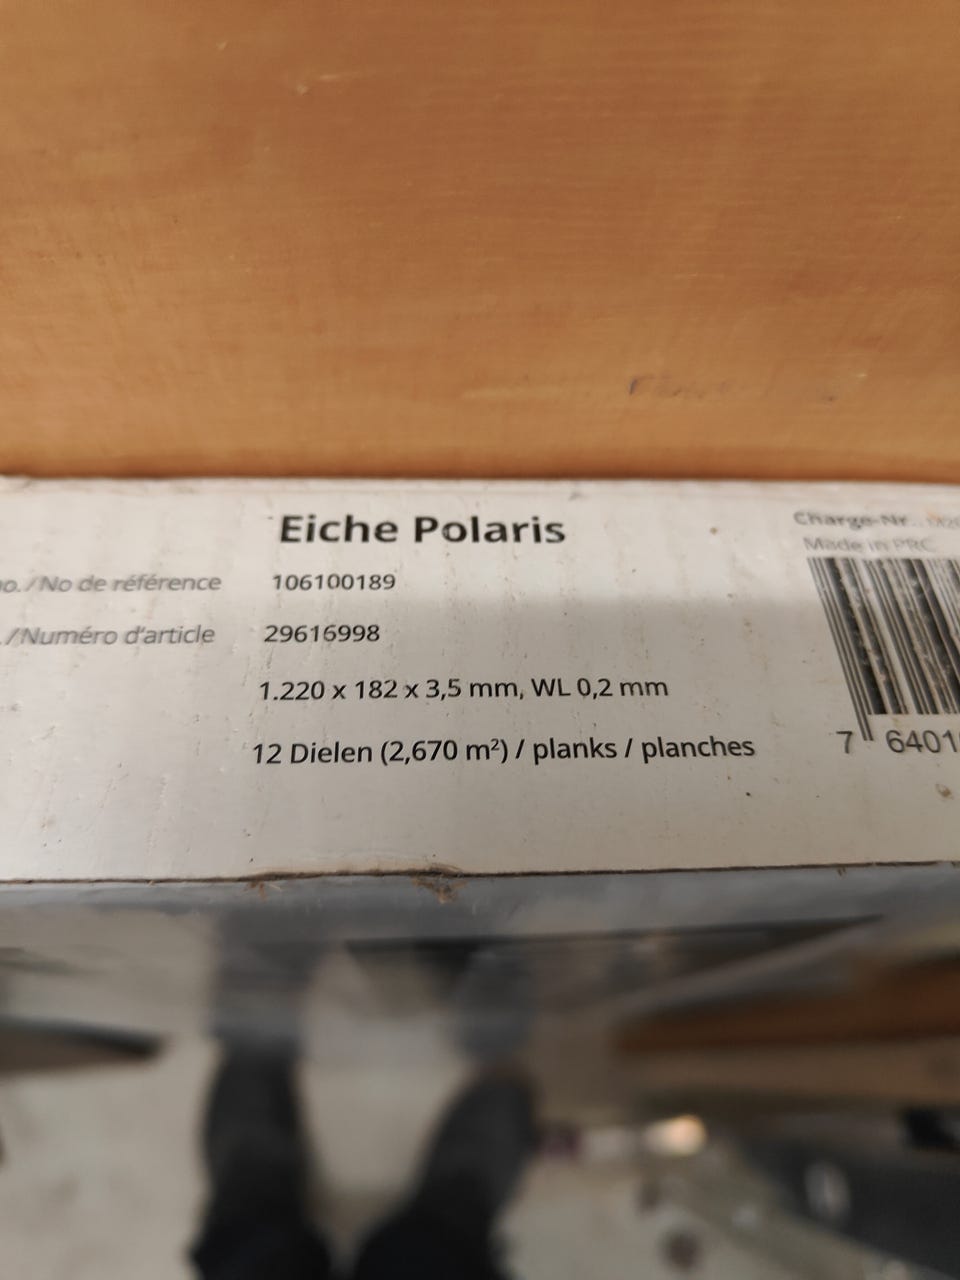 Eiche Polaris
Charge-Nr.:
Made in PRC
no./No de référence 106100189
./Numéro d'article 29616998
1.220 x 182 x 3,5 mm, WL 0,2 mm
12 Dielen (2,670 m²) / planks / planches
7 6401